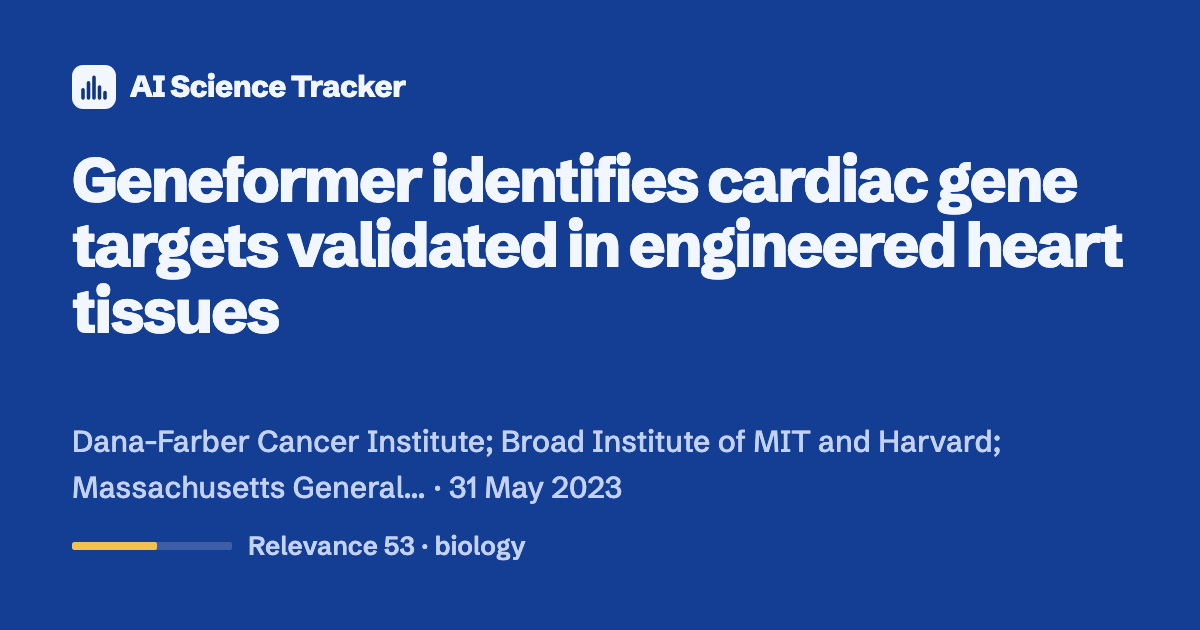 AI Science Tracker
Geneformer identifies cardiac gene
targets validated in engineered heart
tissues
Dana-Farber Cancer Institute; Broad Institute of MIT and Harvard;
Massachusetts General... · 31 May 2023
Relevance 53 · biology